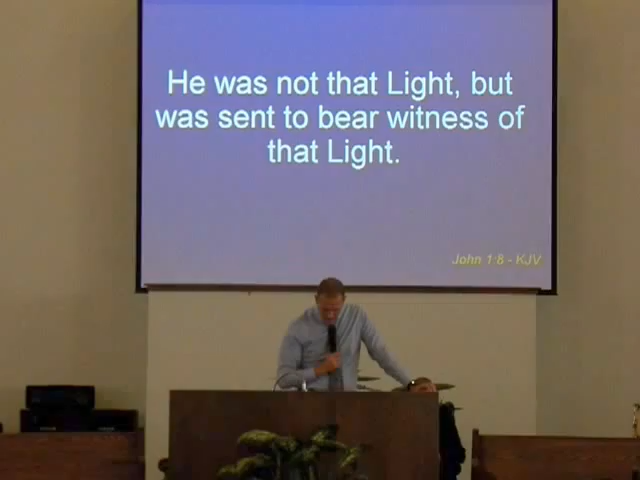 He was not that Light, but
was sent to bear witness of
that Light.
John 1:8 - KJV